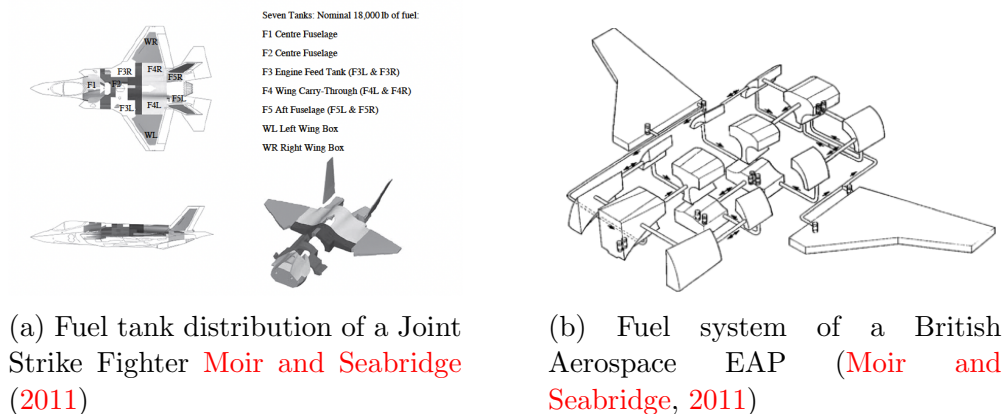 Seven Tanks: Nominal 18,000 lb of fuel:
F1 Centre Fuselage
F2 Centre Fuselage
F3 Engine Feed Tank (F3L & F3R)
F4 Wing Carry-Through (F4L & F4R)
F5 Aft Fuselage (F5L & F5R)
WL Left Wing Box
WR Right Wing Box
WR
F3R
F4R
F5R
F1
F2
F3L
F4L
F5L
WL
(a) Fuel tank distribution of a Joint
Strike Fighter Moir and Seabridge
(2011)
(b) Fuel system of a British
Aerospace EAP (Moir and
Seabridge, 2011)